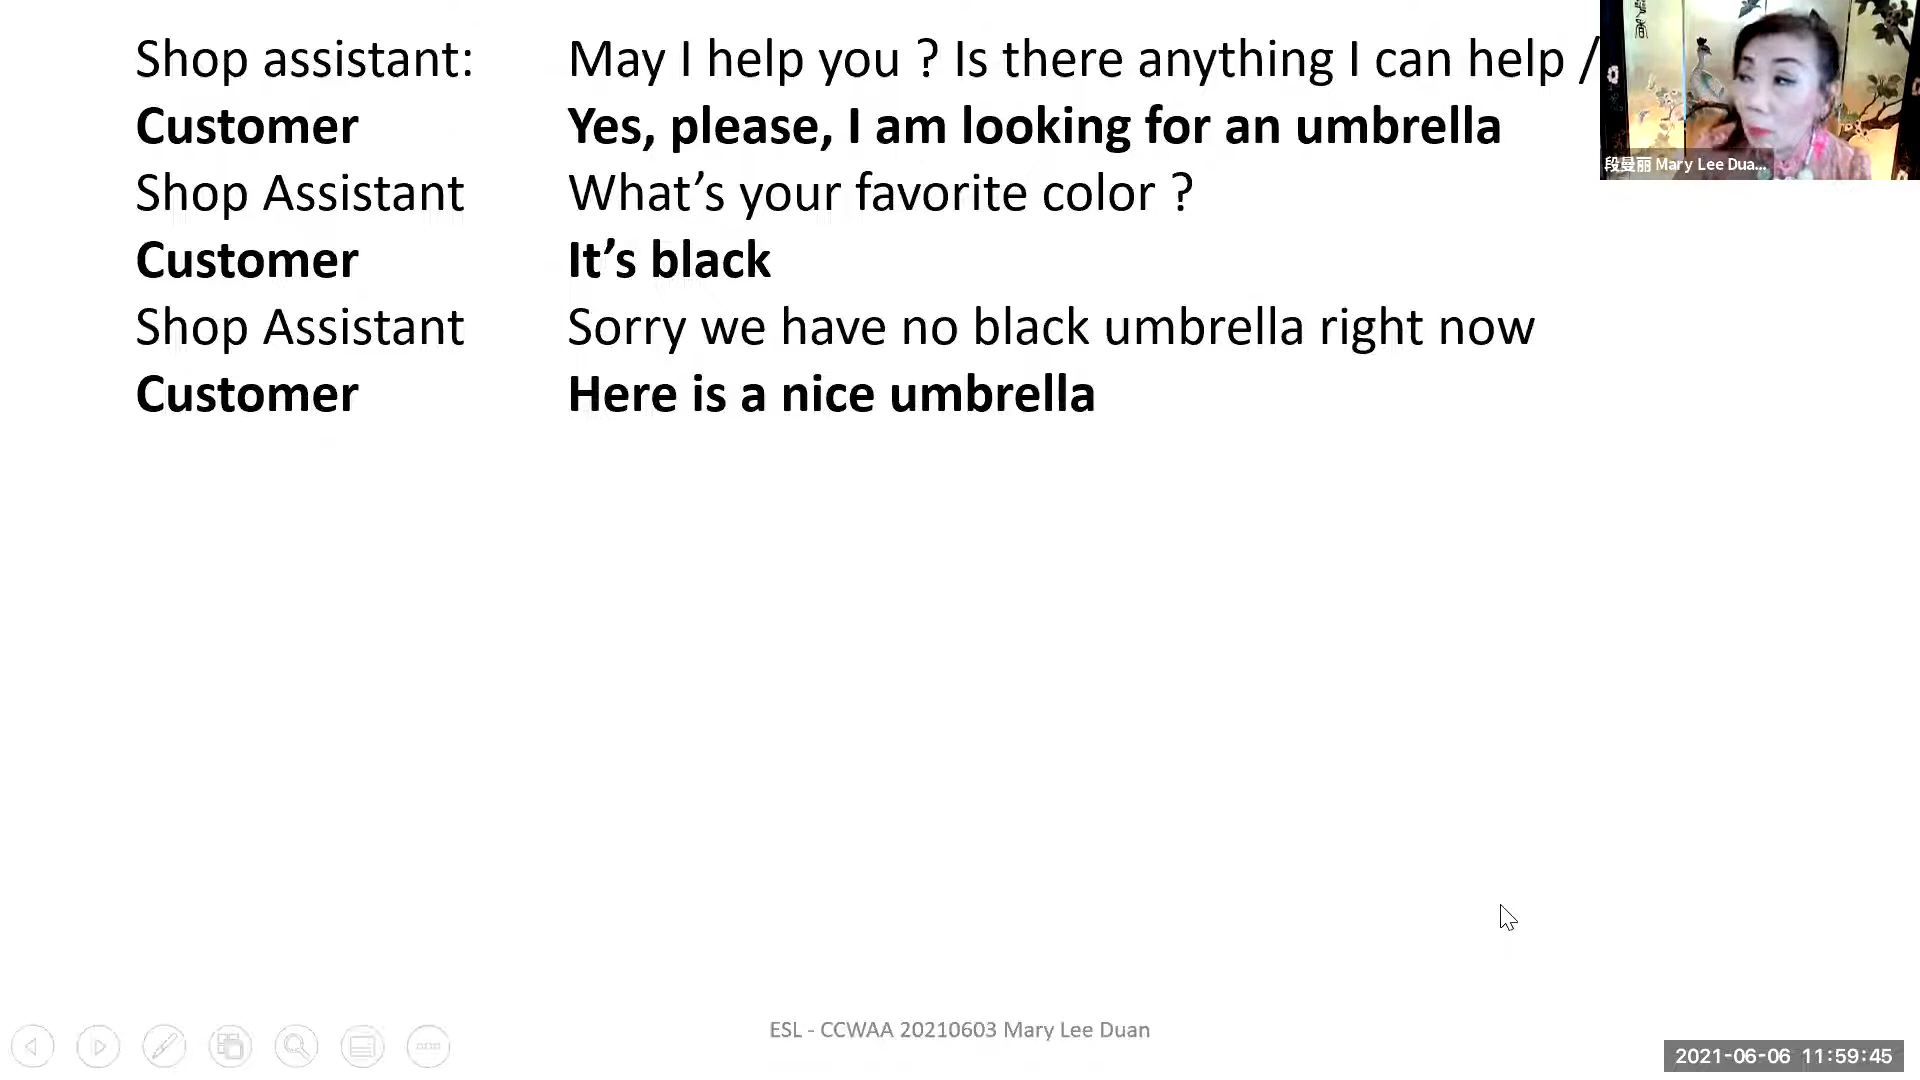 Shop assistant: May I help you ? Is there anything I can help /
Customer Yes, please, I am looking for an umbrella
Shop Assistant What’s your favorite color ?
Customer It’s black
Shop Assistant Sorry we have no black umbrella right now
Customer Here is a nice umbrella
段曼丽 Mary Lee Dua...
ESL - CCWAA 20210603 Mary Lee Duan
2021-06-06 11:59:45